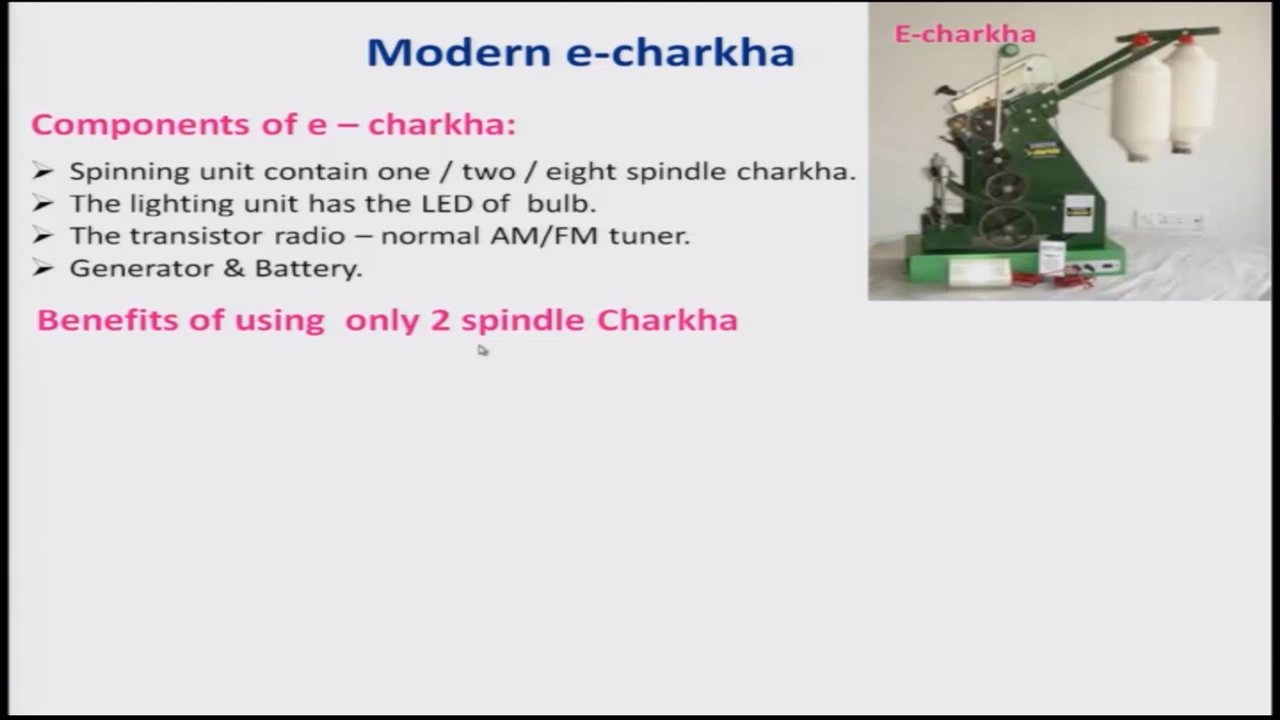 Modern e-charkha
E-charkha
Components of e – charkha:
➢ Spinning unit contain one / two / eight spindle charkha.
➢ The lighting unit has the LED of bulb.
➢ The transistor radio – normal AM/FM tuner.
➢ Generator & Battery.
Benefits of using only 2 spindle Charkha